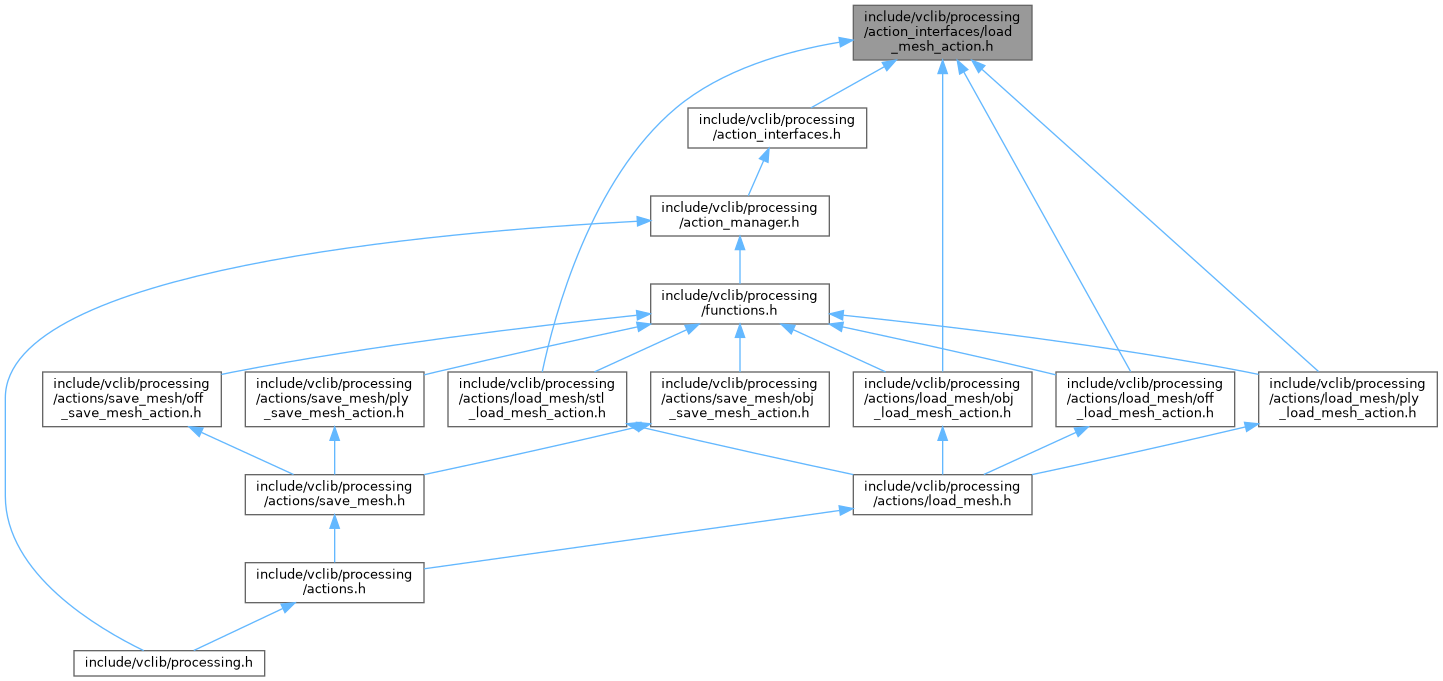 include/vclib/processing
/action_interfaces/load
_mesh_action.h
include/vclib/processing
/action_interfaces.h
include/vclib/processing
/action_manager.h
include/vclib/processing
/functions.h
include/vclib/processing
/actions/save_mesh/off
_save_mesh_action.h
include/vclib/processing
/actions/save_mesh/ply
_save_mesh_action.h
include/vclib/processing
/actions/load_mesh/stl
_load_mesh_action.h
include/vclib/processing
/actions/save_mesh/obj
_save_mesh_action.h
include/vclib/processing
/actions/load_mesh/obj
_load_mesh_action.h
include/vclib/processing
/actions/load_mesh/off
_load_mesh_action.h
include/vclib/processing
/actions/load_mesh/ply
_load_mesh_action.h
include/vclib/processing
/actions/save_mesh.h
include/vclib/processing
/actions/load_mesh.h
include/vclib/processing
/actions.h
include/vclib/processing.h